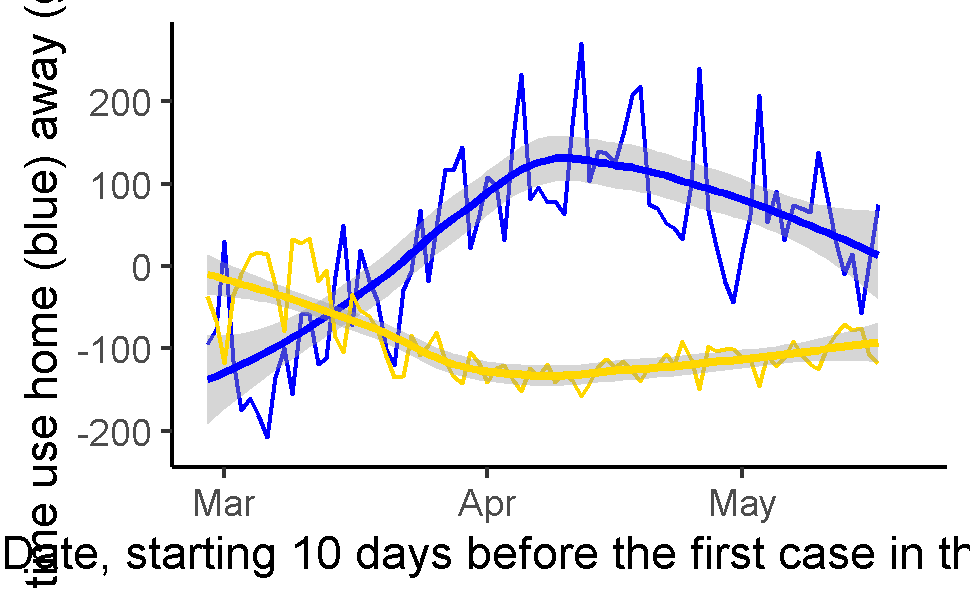 time use home (blue) away (
200
100
0
-100
-200
Mar Apr May
Date, starting 10 days before the first case in th